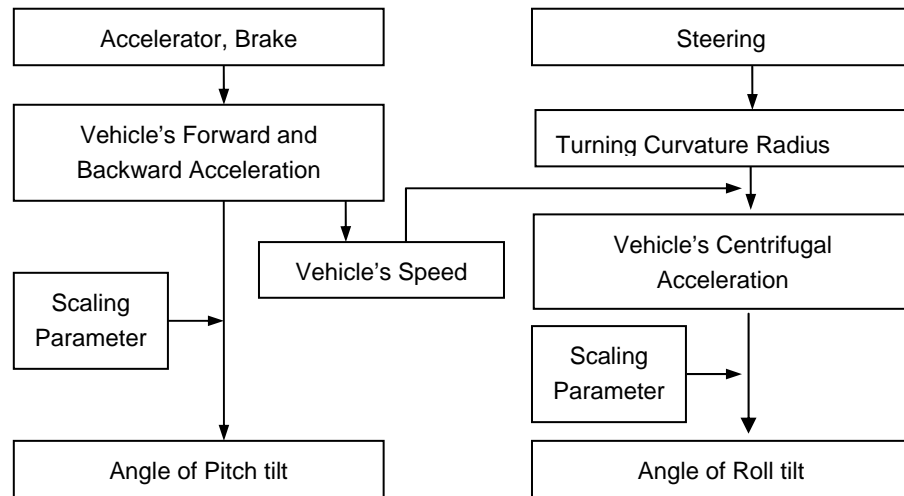 Accelerator, Brake
Steering
Vehicle's Forward and
Backward Acceleration
Turning Curvature Radius
Vehicle's Speed
Vehicle's Centrifugal
Acceleration
Scaling
Parameter
Scaling
Parameter
Angle of Pitch tilt
Angle of Roll tilt